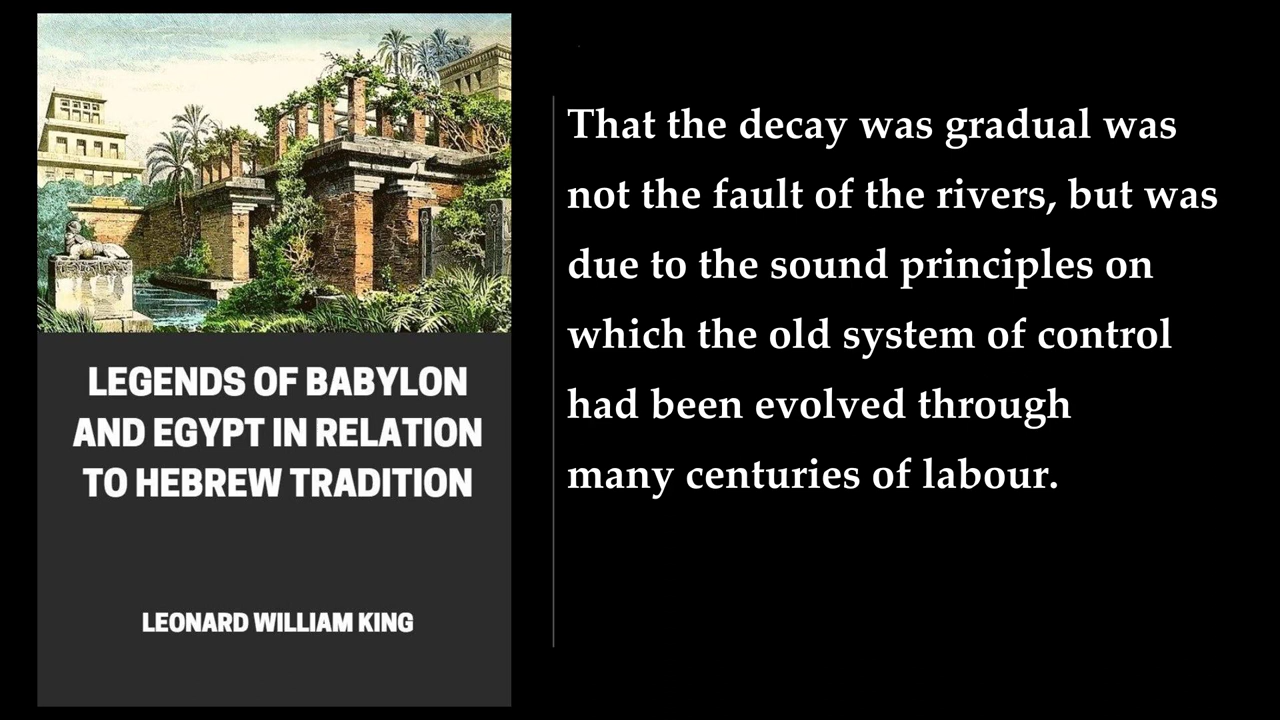 LEGENDS OF BABYLON
AND EGYPT IN RELATION
TO HEBREW TRADITION
LEONARD WILLIAM KING
That the decay was gradual was
not the fault of the rivers, but was
due to the sound principles on
which the old system of control
had been evolved through
many centuries of labour.